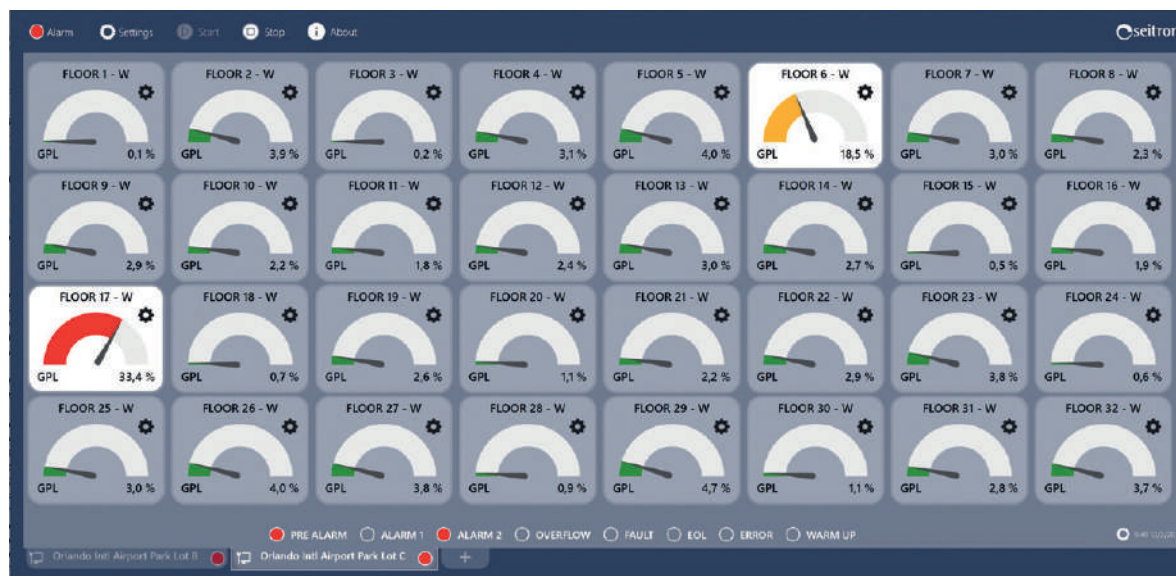 Alarm Settings Start Stop About seitron
FLOOR 1 - W FLOOR 2 - W FLOOR 3 - W FLOOR 4 - W FLOOR 5 - W FLOOR 6 - W FLOOR 7 - W FLOOR 8 - W
GPL 0,1 % GPL 3,9 % GPL 0,2 % GPL 3,1 % GPL 4,0 % GPL 18,5 % GPL 3,0 % GPL 2,3 %
FLOOR 9 - W FLOOR 10 - W FLOOR 11 - W FLOOR 12 - W FLOOR 13 - W FLOOR 14 - W FLOOR 15 - W FLOOR 16 - W
GPL 2,9 % GPL 2,2 % GPL 1,8 % GPL 2,4 % GPL 3,0 % GPL 2,7 % GPL 0,5 % GPL 1,9 %
FLOOR 17 - W FLOOR 18 - W FLOOR 19 - W FLOOR 20 - W FLOOR 21 - W FLOOR 22 - W FLOOR 23 - W FLOOR 24 - W
GPL 33,4 % GPL 0,7 % GPL 2,6 % GPL 1,1 % GPL 2,2 % GPL 2,9 % GPL 3,8 % GPL 0,6 %
FLOOR 25 - W FLOOR 26 - W FLOOR 27 - W FLOOR 28 - W FLOOR 29 - W FLOOR 30 - W FLOOR 31 - W FLOOR 32 - W
GPL 3,0 % GPL 4,0 % GPL 3,8 % GPL 0,9 % GPL 4,7 % GPL 1,1 % GPL 2,8 % GPL 3,7 %
PRE ALARM ALARM 1 ALARM 2 OVERFLOW FAULT EOL ERROR WARM UP
Orlando Intl Airport Park Lot B Orlando Intl Airport Park Lot C +